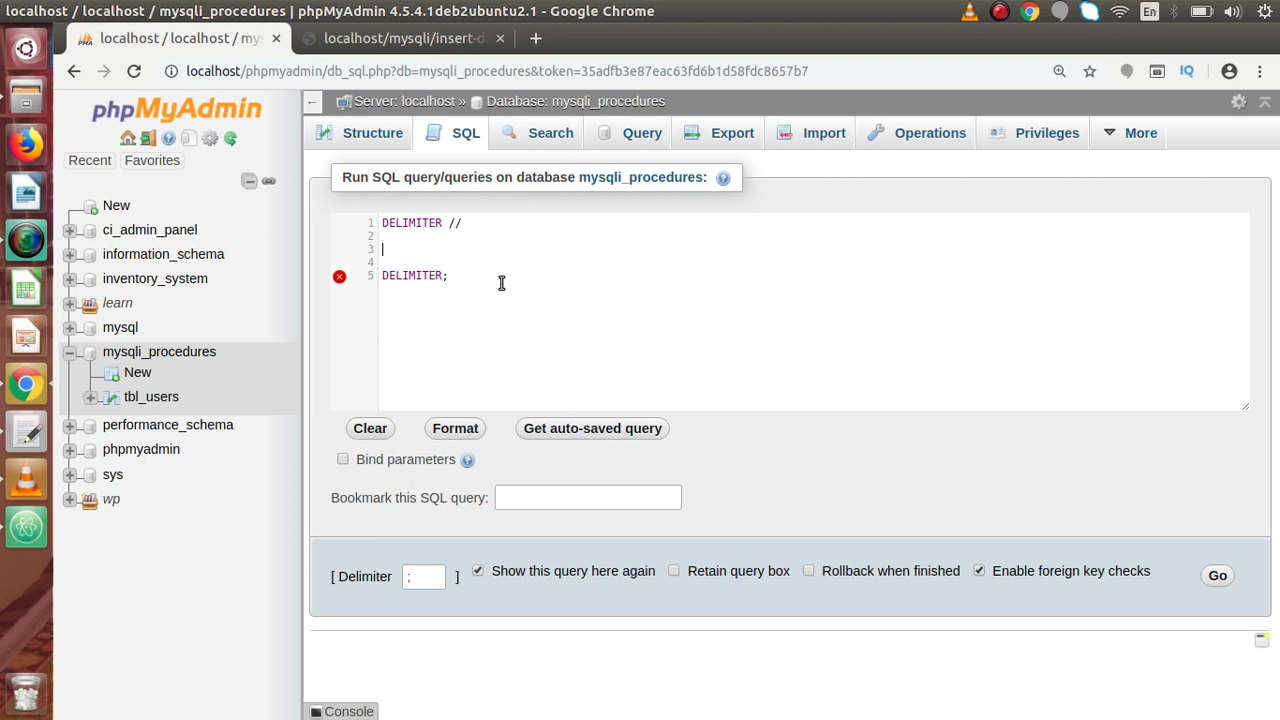 localhost / localhost / mysqli_procedures | phpMyAdmin 4.5.4.1deb2ubuntu2.1 - Google Chrome
En
localhost / localhost / mys
localhost/mysqli/insert-d
localhost/phpmyadmin/db_sql.php?db=mysqli_procedures&token=35adfb3e87eac63fd6b1d58fdc8657b7
IQ
phpMyAdmin
Recent
Favorites
New
ci_admin_panel
information_schema
inventory_system
learn
mysql
mysqli_procedures
New
tbl_users
performance_schema
phpmyadmin
sys
wp
Server: localhost » Database: mysqli_procedures
Structure
SQL
Search
Query
Export
Import
Operations
Privileges
More
Run SQL query/queries on database mysqli_procedures:
1 DELIMITER //
2
3
4
5 DELIMITER;
Clear
Format
Get auto-saved query
Bind parameters
Bookmark this SQL query:
[ Delimiter ; ]
Show this query here again
Retain query box
Rollback when finished
Enable foreign key checks
Go
Console